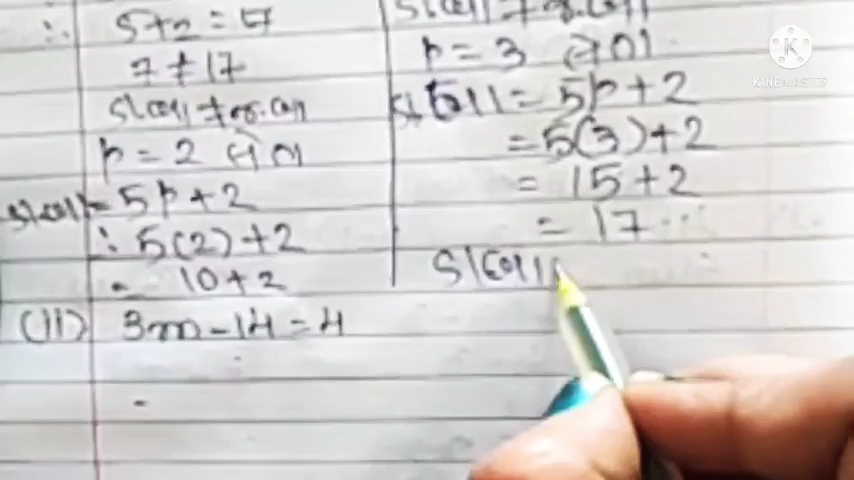 ∴ 5+2 = 7
7 ≠ 17
ડાબા ≠ જ.બા
p = 2 લેતાં
ડાબા = 5p+2
∴ 5(2)+2
= 10+2
(ii) 3m-14=4
p = 3 લેતાં
ડાબા = 5p+2
= 5(3)+2
= 15+2
= 17
ડાબા
K
KINEMASTER